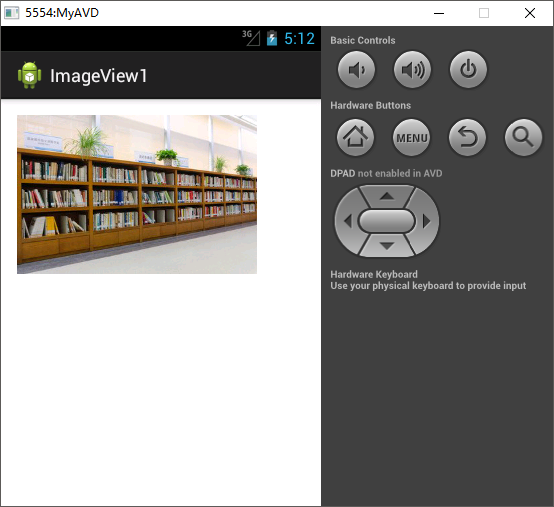 5554:MyAVD
3G 5:12
ImageView1
Basic Controls
Hardware Buttons
MENU
DPAD not enabled in AVD
Hardware Keyboard
Use your physical keyboard to provide input